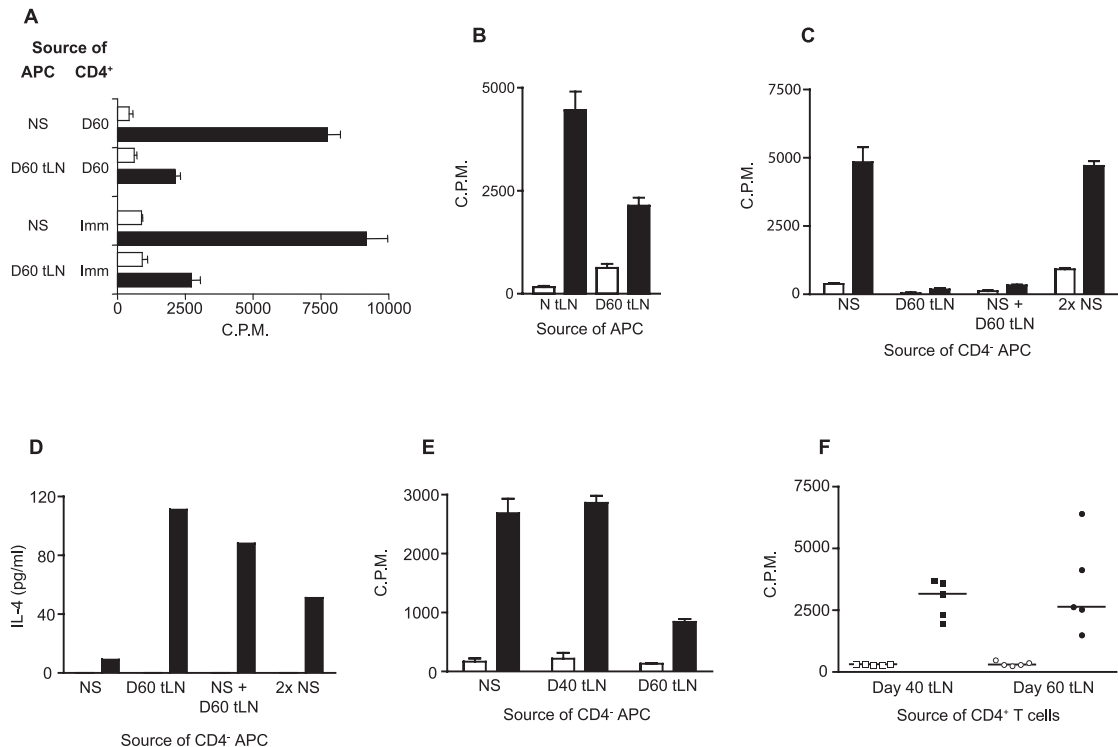 A
Source of
APC CD4⁺
NS D60
D60 tLN D60
NS Imm
D60 tLN Imm
0 2500 5000 7500 10000
C.P.M.
B
5000
2500
0
C.P.M.
N tLN D60 tLN
Source of APC
C
7500
5000
2500
0
C.P.M.
NS D60 tLN NS + 2x NS
D60 tLN
Source of CD4⁻ APC
D
120
80
40
0
IL-4 (pg/ml)
NS D60 tLN NS + 2x NS
D60 tLN
Source of CD4⁻ APC
E
3000
2000
1000
0
C.P.M.
NS D40 tLN D60 tLN
Source of CD4⁻ APC
F
7500
5000
2500
0
C.P.M.
Day 40 tLN Day 60 tLN
Source of CD4⁺ T cells